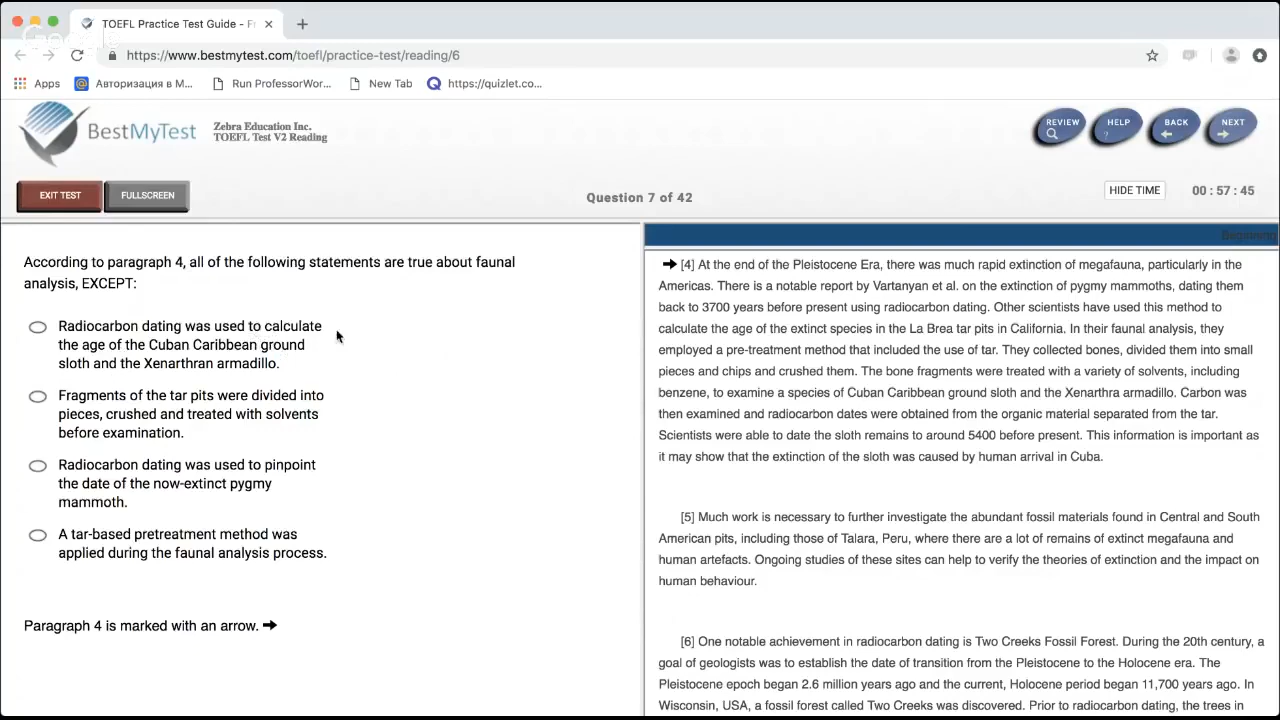 TOEFL Practice Test Guide - Fr
Google
https://www.bestmytest.com/toefl/practice-test/reading/6
Apps
Авторизация в М...
Run ProfessorWor...
New Tab
https://quizlet.co...
BestMyTest
Zebra Education Inc.
TOEFL Test V2 Reading
REVIEW
HELP
?
BACK
NEXT
EXIT TEST
FULLSCREEN
Question 7 of 42
HIDE TIME
00 : 57 : 45
Beginning
According to paragraph 4, all of the following statements are true about faunal
analysis, EXCEPT:
Radiocarbon dating was used to calculate
the age of the Cuban Caribbean ground
sloth and the Xenarthran armadillo.
Fragments of the tar pits were divided into
pieces, crushed and treated with solvents
before examination.
Radiocarbon dating was used to pinpoint
the date of the now-extinct pygmy
mammoth.
A tar-based pretreatment method was
applied during the faunal analysis process.
Paragraph 4 is marked with an arrow. ➔
➔ [4] At the end of the Pleistocene Era, there was much rapid extinction of megafauna, particularly in the
Americas. There is a notable report by Vartanyan et al. on the extinction of pygmy mammoths, dating them
back to 3700 years before present using radiocarbon dating. Other scientists have used this method to
calculate the age of the extinct species in the La Brea tar pits in California. In their faunal analysis, they
employed a pre-treatment method that included the use of tar. They collected bones, divided them into small
pieces and chips and crushed them. The bone fragments were treated with a variety of solvents, including
benzene, to examine a species of Cuban Caribbean ground sloth and the Xenarthra armadillo. Carbon was
then examined and radiocarbon dates were obtained from the organic material separated from the tar.
Scientists were able to date the sloth remains to around 5400 before present. This information is important as
it may show that the extinction of the sloth was caused by human arrival in Cuba.
[5] Much work is necessary to further investigate the abundant fossil materials found in Central and South
American pits, including those of Talara, Peru, where there are a lot of remains of extinct megafauna and
human artefacts. Ongoing studies of these sites can help to verify the theories of extinction and the impact on
human behaviour.
[6] One notable achievement in radiocarbon dating is Two Creeks Fossil Forest. During the 20th century, a
goal of geologists was to establish the date of transition from the Pleistocene to the Holocene era. The
Pleistocene epoch began 2.6 million years ago and the current, Holocene period began 11,700 years ago. In
Wisconsin, USA, a fossil forest called Two Creeks was discovered. Prior to radiocarbon dating, the trees in